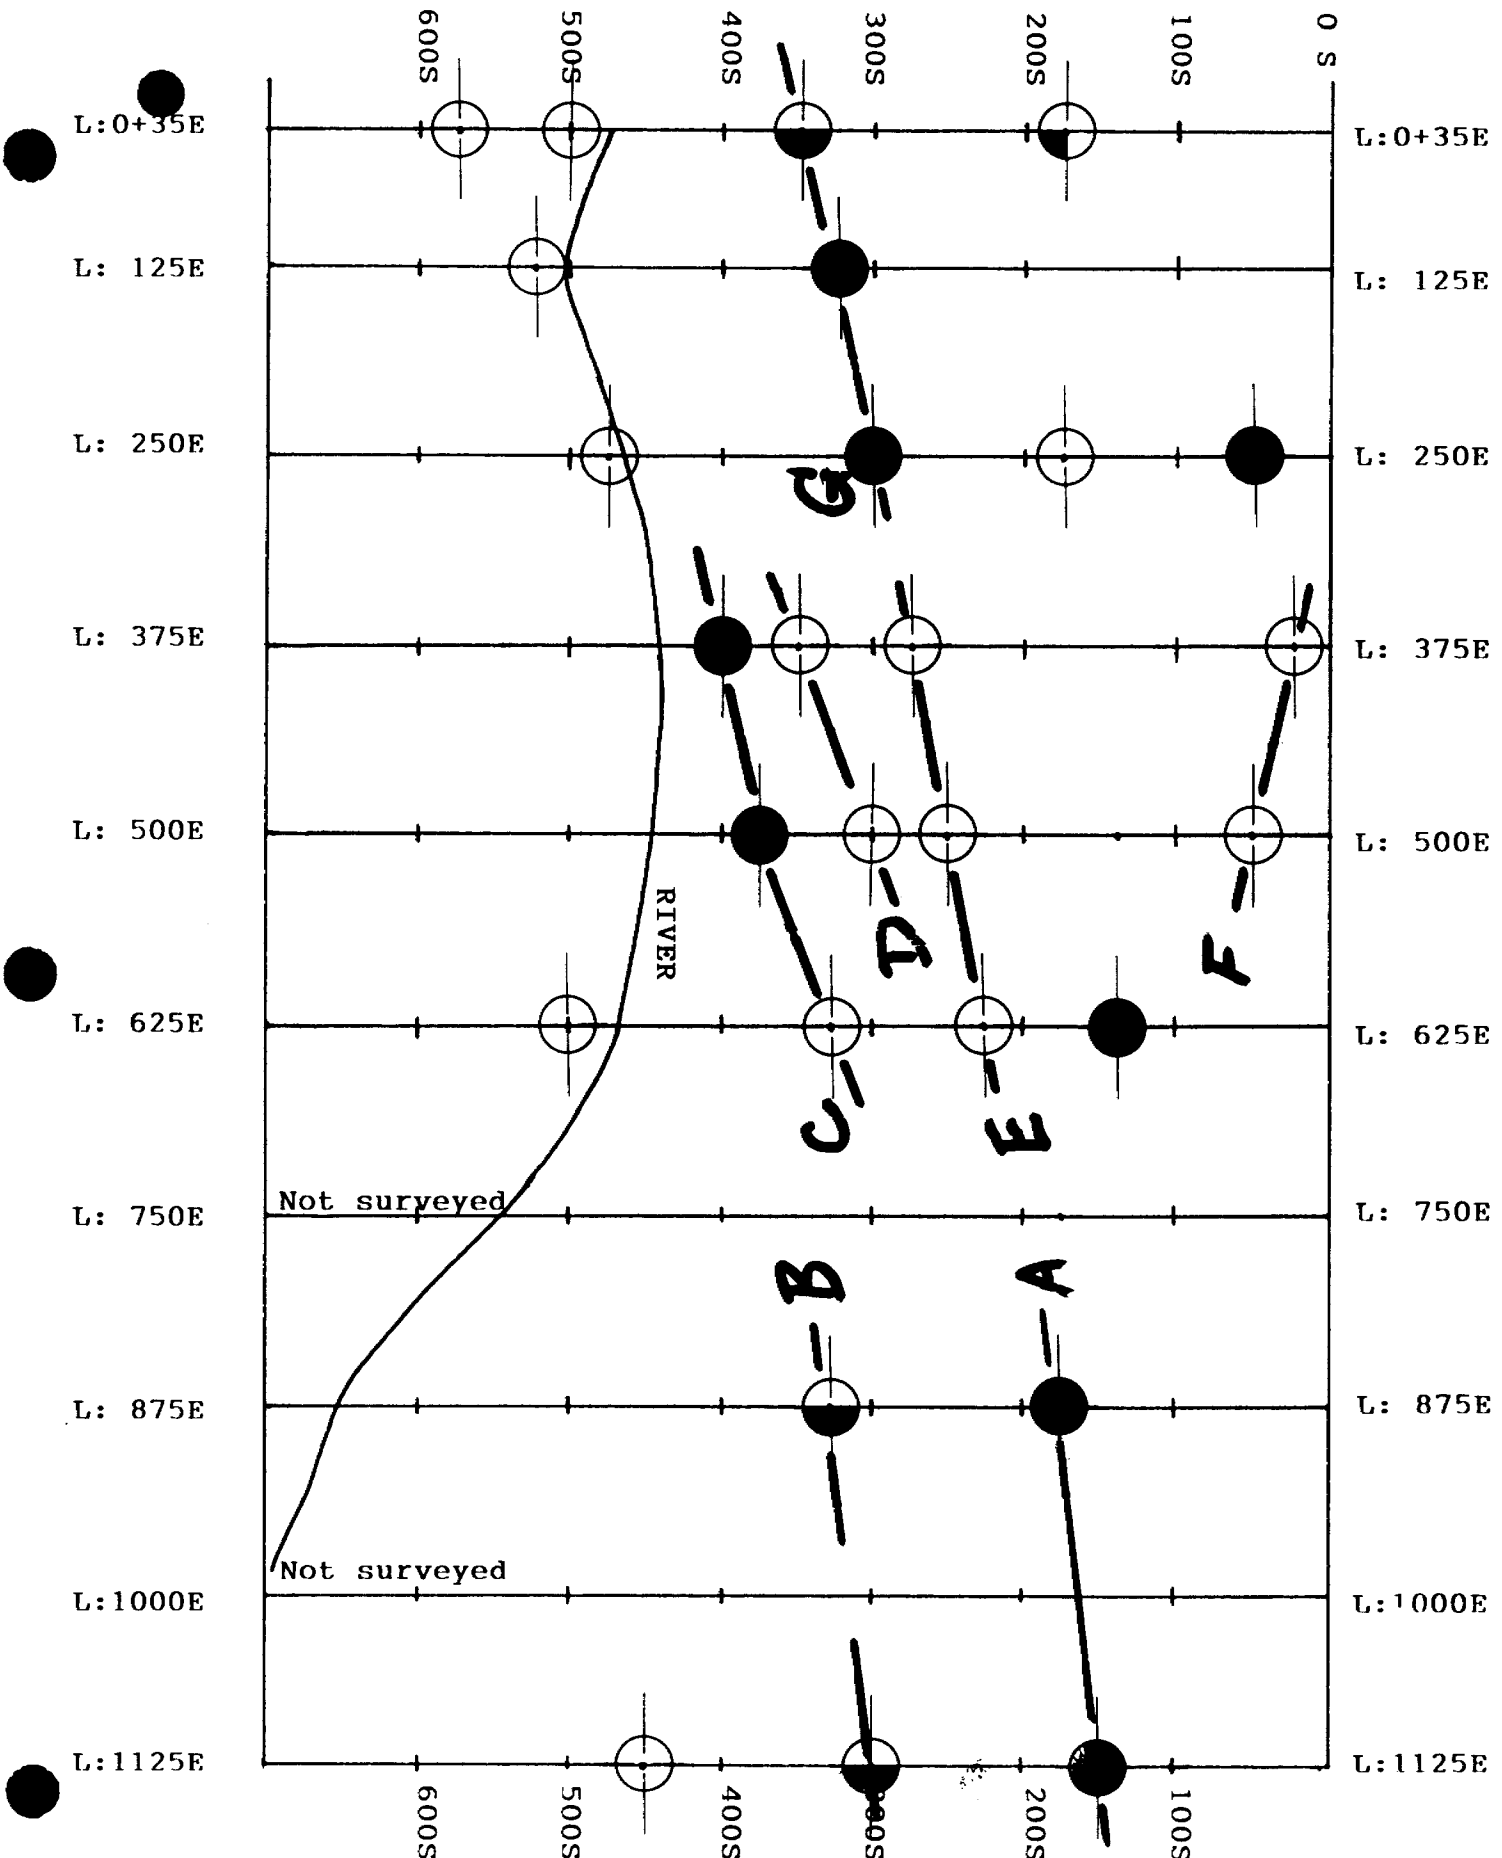 600S 500S 400S 300S 200S 100S 0 S
L:0+35E L:0+35E
L: 125E L: 125E
L: 250E L: 250E
G
L: 375E L: 375E
L: 500E L: 500E
RIVER D F
L: 625E L: 625E
C E
Not surveyed
L: 750E L: 750E
B A
L: 875E L: 875E
Not surveyed
L:1000E L:1000E
L:1125E L:1125E
600S 500S 400S 300S 200S 100S